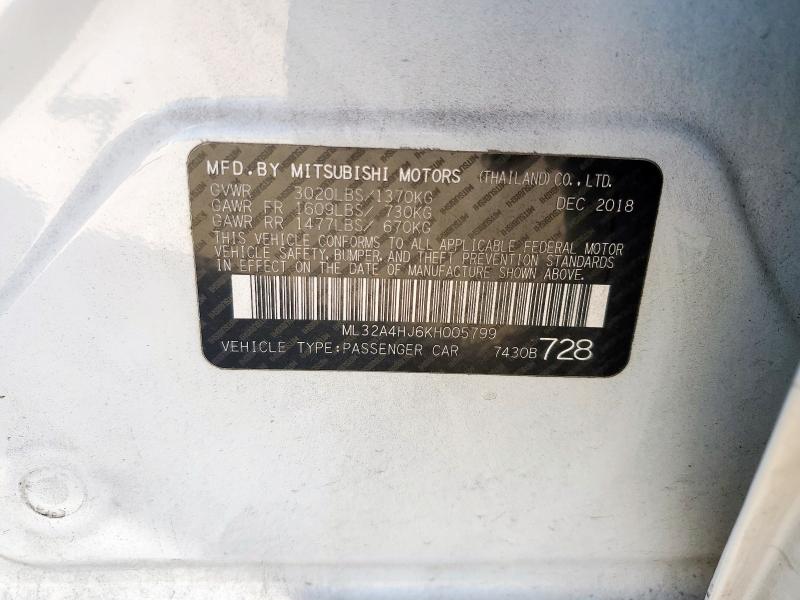 MFD.BY MITSUBISHI MOTORS (THAILAND) CO., LTD.
GVWR 3020LBS/1370KG DEC 2018
GAWR FR 1609LBS/ 730KG
GAWR RR 1477LBS/ 670KG
THIS VEHICLE CONFORMS TO ALL APPLICABLE FEDERAL MOTOR
VEHICLE SAFETY, BUMPER, AND THEFT PREVENTION STANDARDS
IN EFFECT ON THE DATE OF MANUFACTURE SHOWN ABOVE.
ML32A4HJ6KH005799
VEHICLE TYPE:PASSENGER CAR 7430B 728